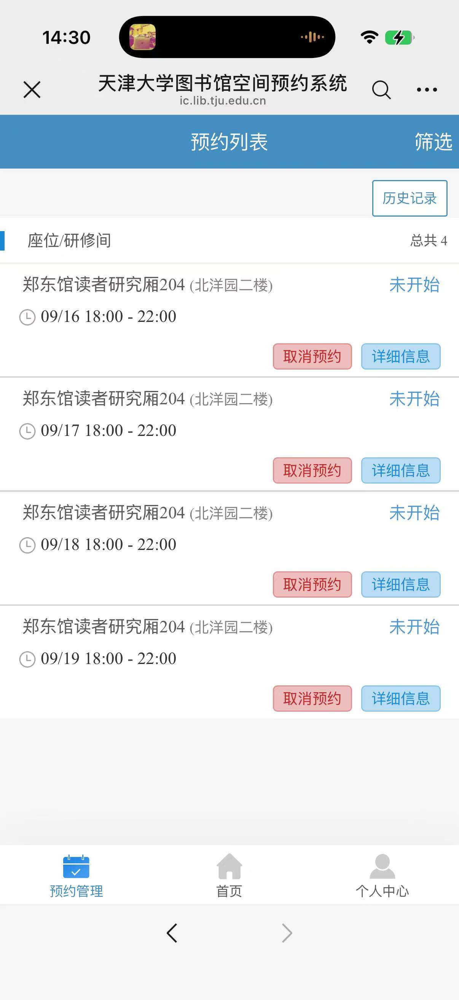 14:30
天津大学图书馆空间预约系统
ic.lib.tju.edu.cn
预约列表
筛选
历史记录
座位/研修间
总共 4
郑东馆读者研究厢204 (北洋园二楼)
未开始
09/16 18:00 - 22:00
取消预约
详细信息
郑东馆读者研究厢204 (北洋园二楼)
未开始
09/17 18:00 - 22:00
取消预约
详细信息
郑东馆读者研究厢204 (北洋园二楼)
未开始
09/18 18:00 - 22:00
取消预约
详细信息
郑东馆读者研究厢204 (北洋园二楼)
未开始
09/19 18:00 - 22:00
取消预约
详细信息
预约管理
首页
个人中心